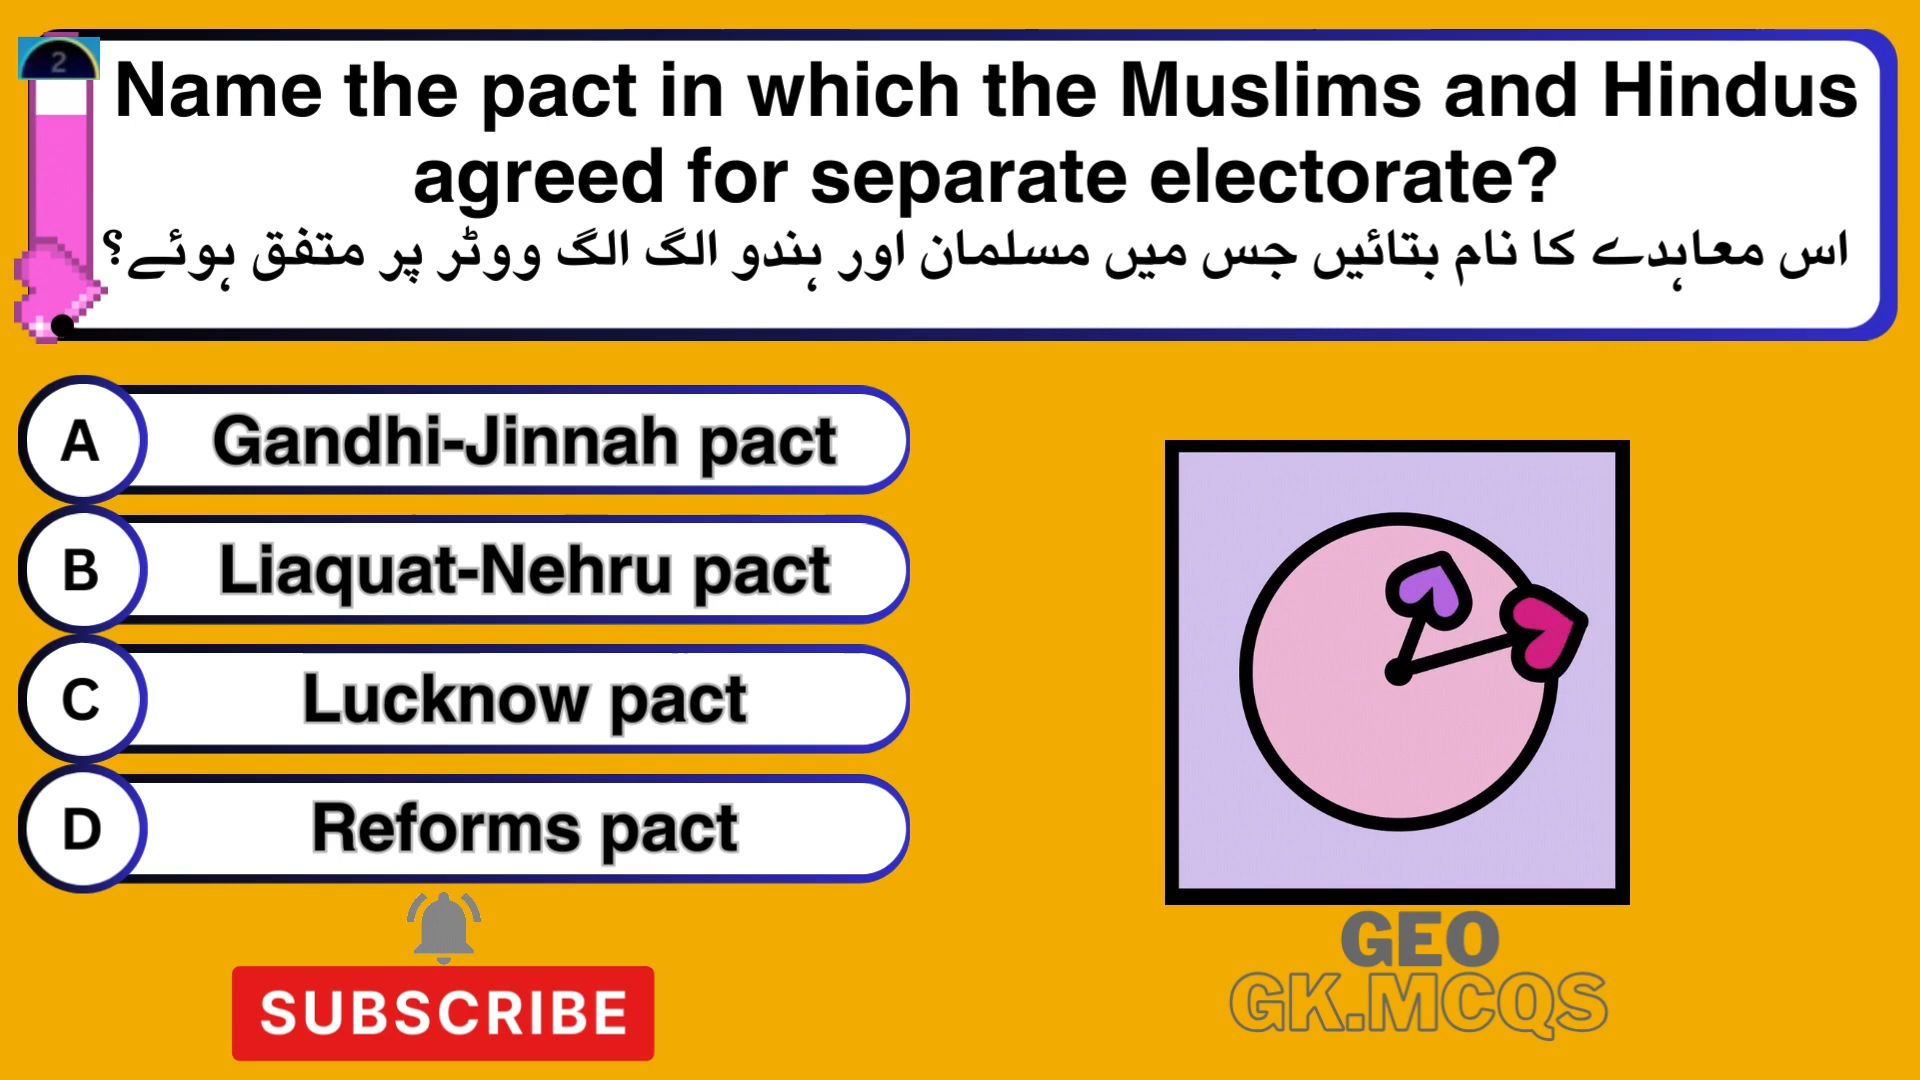 2
Name the pact in which the Muslims and Hindus
agreed for separate electorate?
اس معاہدے کا نام بتائیں جس میں مسلمان اور ہندو الگ الگ ووٹر پر متفق ہوئے؟
A Gandhi-Jinnah pact
B Liaquat-Nehru pact
C Lucknow pact
D Reforms pact
SUBSCRIBE
GEO
GK.MCQS